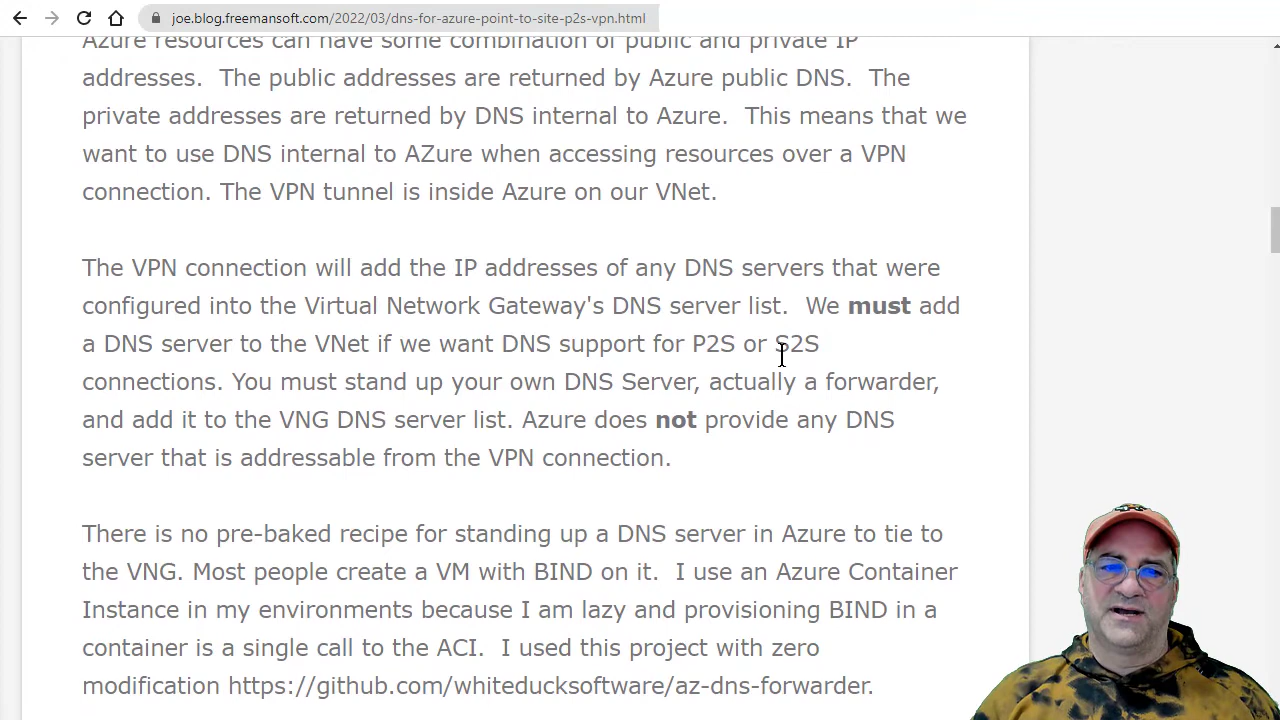 joe.blog.freemansoft.com/2022/03/dns-for-azure-point-to-site-p2s-vpn.html
Azure resources can have some combination of public and private IP
addresses.  The public addresses are returned by Azure public DNS.  The
private addresses are returned by DNS internal to Azure.  This means that we
want to use DNS internal to AZure when accessing resources over a VPN
connection. The VPN tunnel is inside Azure on our VNet.
The VPN connection will add the IP addresses of any DNS servers that were
configured into the Virtual Network Gateway's DNS server list.  We must add
a DNS server to the VNet if we want DNS support for P2S or S2S
connections. You must stand up your own DNS Server, actually a forwarder,
and add it to the VNG DNS server list. Azure does not provide any DNS
server that is addressable from the VPN connection.
There is no pre-baked recipe for standing up a DNS server in Azure to tie to
the VNG. Most people create a VM with BIND on it.  I use an Azure Container
Instance in my environments because I am lazy and provisioning BIND in a
container is a single call to the ACI.  I used this project with zero
modification https://github.com/whiteducksoftware/az-dns-forwarder.